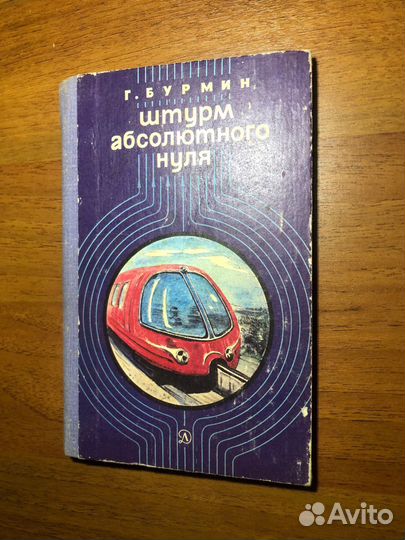 Г. БУРМИН
штурм
абсолютного
нуля
Avito